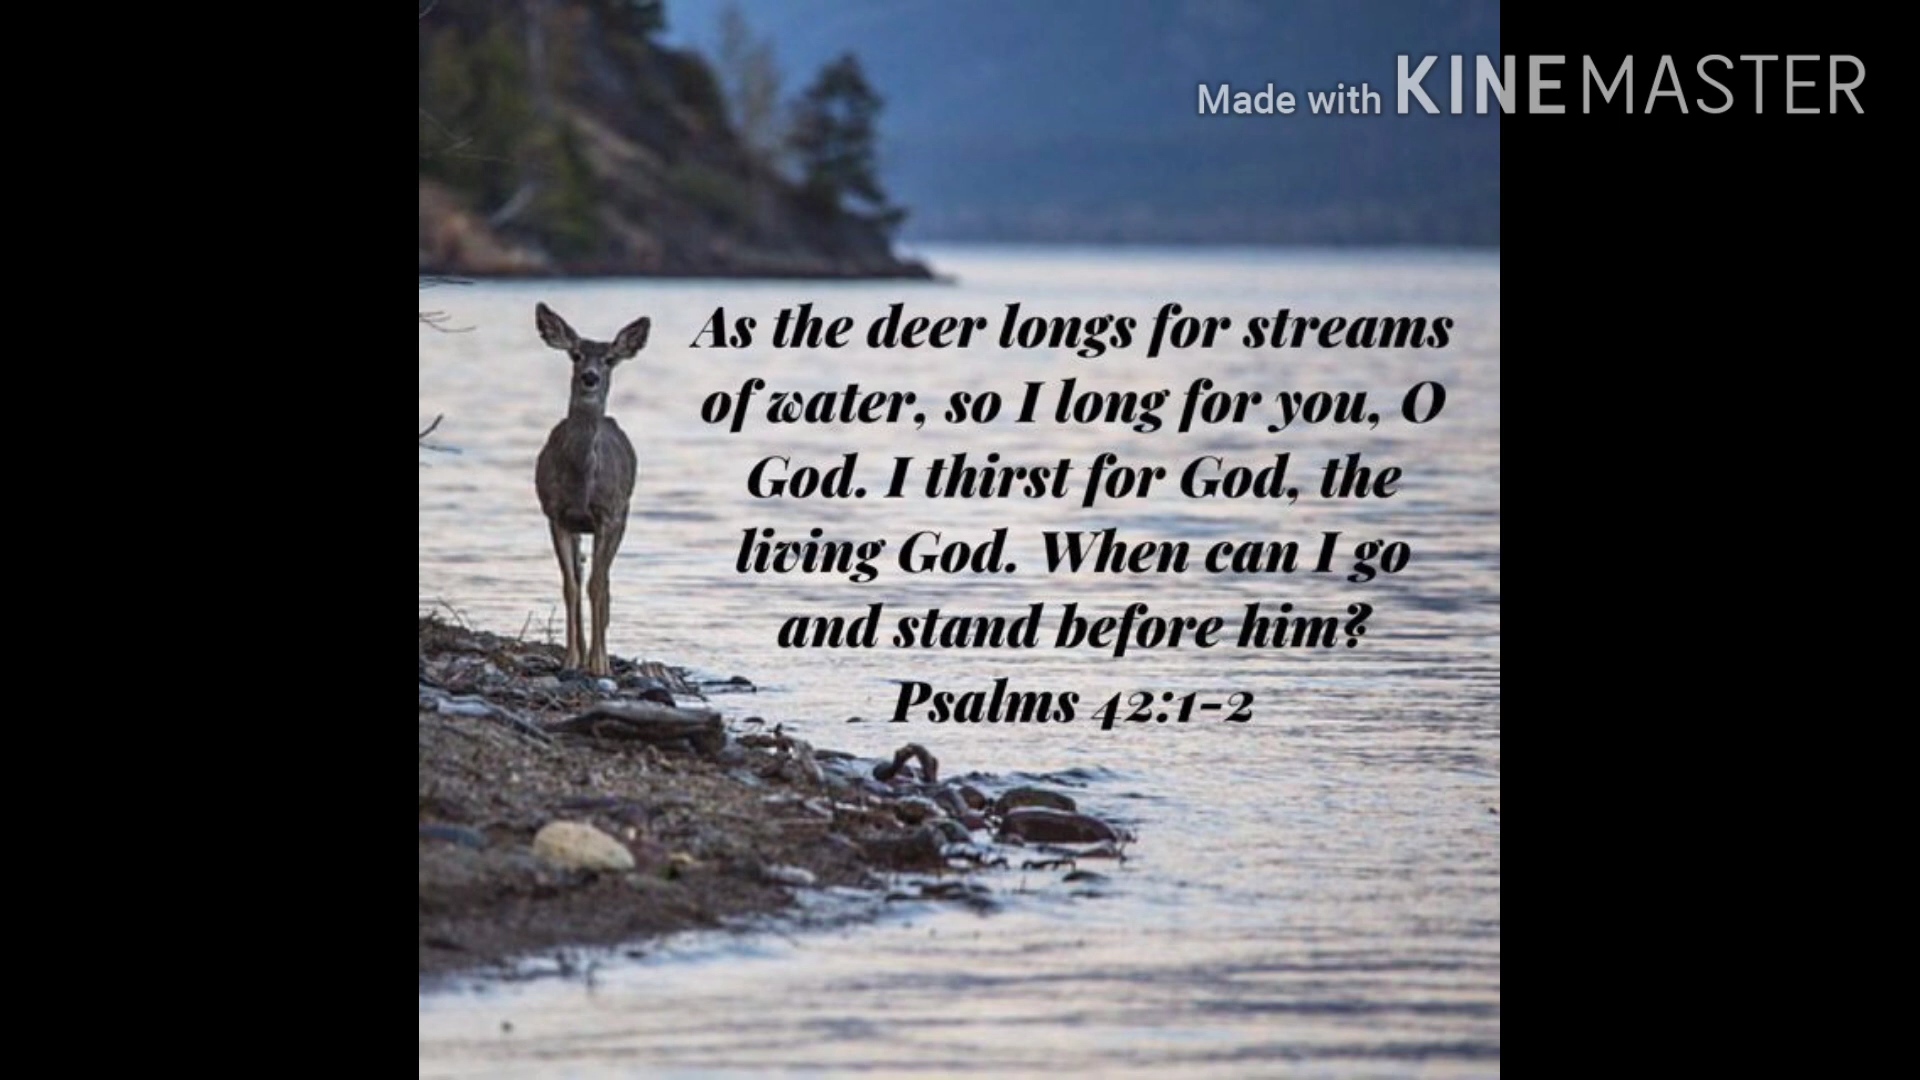 Made with KINEMASTER
As the deer longs for streams
of water, so I long for you, O
God. I thirst for God, the
living God. When can I go
and stand before him?
Psalms 42:1-2